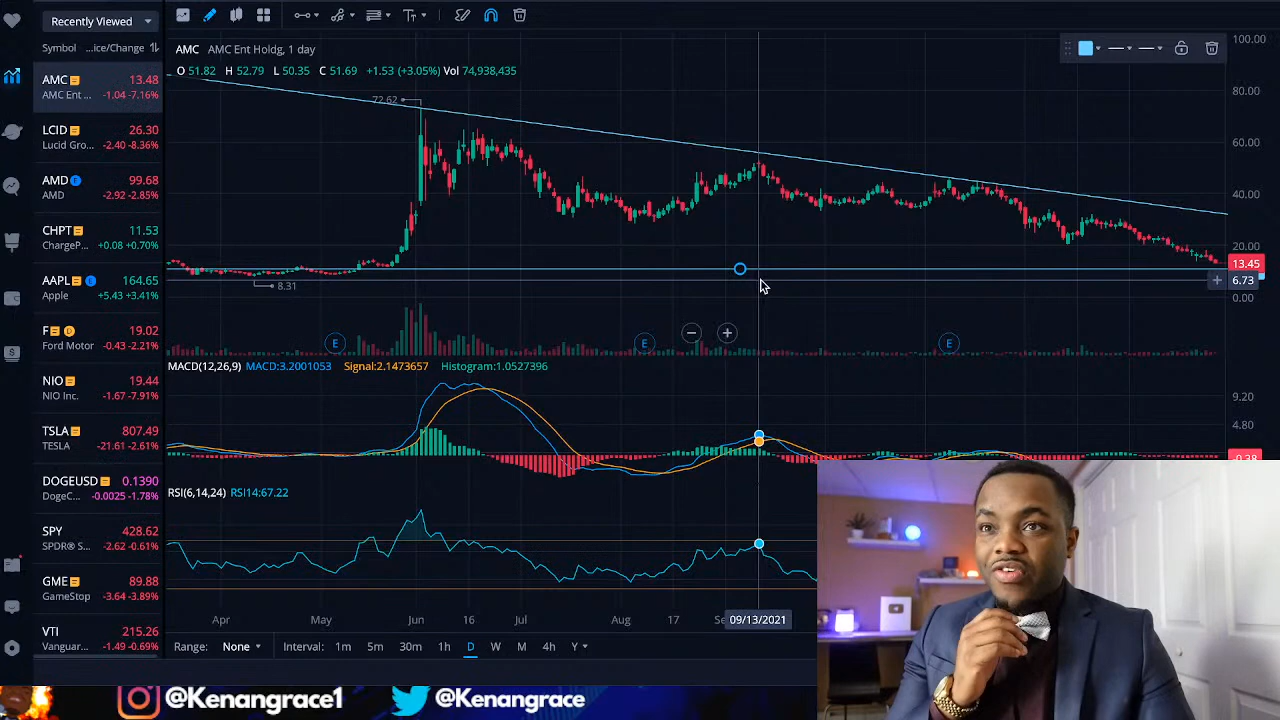 Recently Viewed
Symbol ...ice/Change
AMC 13.48
AMC Ent ... -1.04 -7.16%
LCID 26.30
Lucid Gro... -2.40 -8.36%
AMD E 99.68
AMD -2.92 -2.85%
CHPT 11.53
ChargeP... +0.08 +0.70%
AAPL E 164.65
Apple +5.43 +3.41%
F D 19.02
Ford Motor -0.43 -2.21%
NIO 19.44
NIO Inc. -1.67 -7.91%
TSLA 807.49
TESLA -21.61 -2.61%
DOGEUSD 0.1390
DogeC... -0.0025 -1.78%
SPY 428.62
SPDR® S... -2.62 -0.61%
GME 89.88
GameStop -3.64 -3.89%
VTI 215.26
Vanguar... -1.49 -0.69%
AMC AMC Ent Holdg, 1 day
O 51.82 H 52.79 L 50.35 C 51.69 +1.53 (+3.05%) Vol 74,938,435
72.62
8.31
100.00
80.00
60.00
40.00
20.00
13.45
6.73
0.00
E E E
MACD(12,26,9) MACD:3.2001053 Signal:2.1473657 Histogram:1.0527396
9.20
4.80
-0.38
RSI(6,14,24) RSI14:67.22
Apr May Jun 16 Jul Aug 17 Se 09/13/2021
Range: None Interval: 1m 5m 30m 1h D W M 4h Y
@Kenangrace1 @Kenangrace